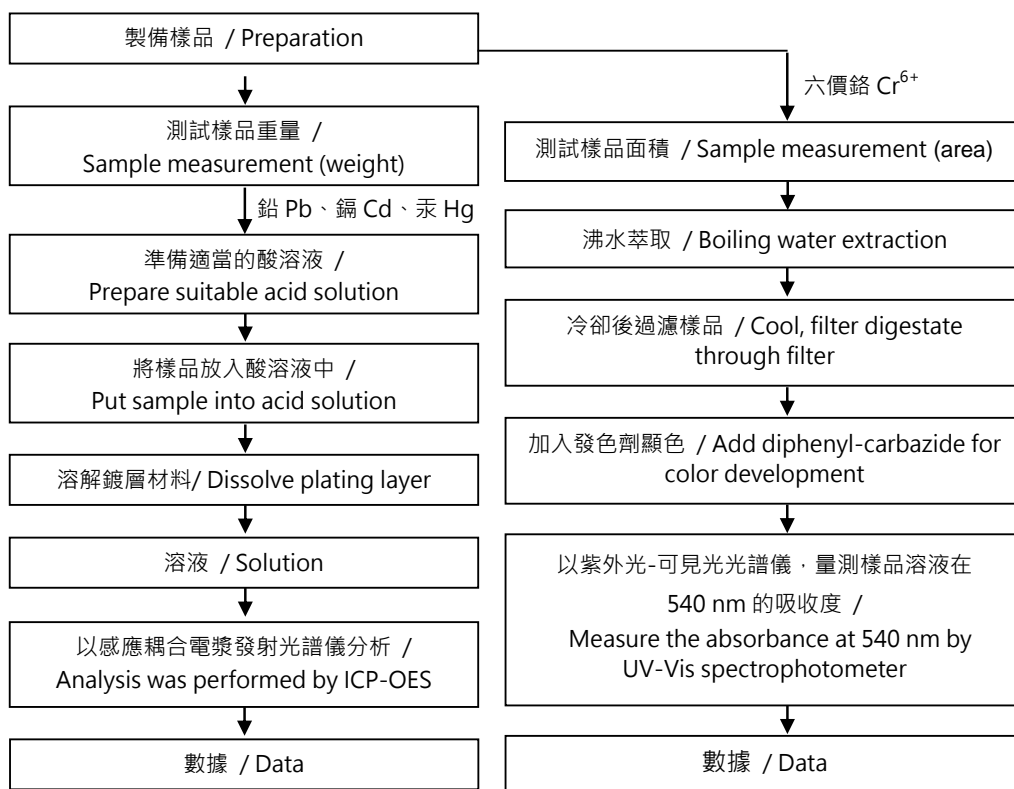 製備樣品 / Preparation
測試樣品重量 /
Sample measurement (weight)
鉛 Pb、鎘 Cd、汞 Hg
準備適當的酸溶液 /
Prepare suitable acid solution
將樣品放入酸溶液中 /
Put sample into acid solution
溶解鍍層材料/ Dissolve plating layer
溶液 / Solution
以感應耦合電漿發射光譜儀分析 /
Analysis was performed by ICP-OES
數據 / Data
六價鉻 Cr⁶⁺
測試樣品面積 / Sample measurement (area)
沸水萃取 / Boiling water extraction
冷卻後過濾樣品 / Cool, filter digestate
through filter
加入發色劑顯色 / Add diphenyl-carbazide for
color development
以紫外光-可見光光譜儀，量測樣品溶液在
540 nm 的吸收度 /
Measure the absorbance at 540 nm by
UV-Vis spectrophotometer
數據 / Data